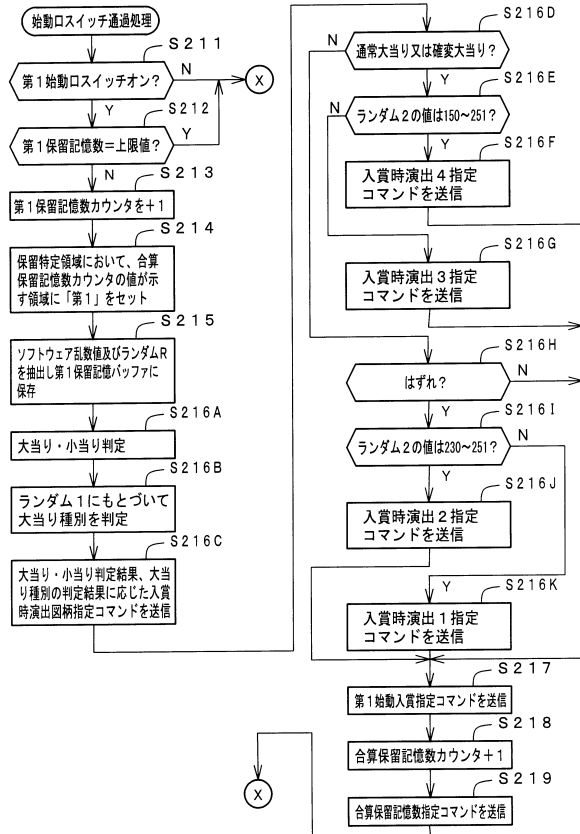 始動口スイッチ通過処理
S211
第1始動口スイッチオン?
N
Y
X
S212
第1保留記憶数=上限値?
Y
N
S213
第1保留記憶数カウンタを+1
S214
保留特定領域において、合算
保留記憶数カウンタの値が示
す領域に「第1」をセット
S215
ソフトウェア乱数値及びランダムR
を抽出し第1保留記憶バッファに
保存
S216A
大当り・小当り判定
S216B
ランダム1にもとづいて
大当り種別を判定
S216C
大当り・小当り判定結果、大当
り種別の判定結果に応じた入賞
時演出図柄指定コマンドを送信
S216D
通常大当り又は確変大当り?
N
Y
S216E
ランダム2の値は150~251?
N
Y
S216F
入賞時演出4指定
コマンドを送信
S216G
入賞時演出3指定
コマンドを送信
S216H
はずれ?
N
Y
S216I
ランダム2の値は230~251?
N
Y
S216J
入賞時演出2指定
コマンドを送信
Y
S216K
入賞時演出1指定
コマンドを送信
S217
第1始動入賞指定コマンドを送信
S218
合算保留記憶数カウンタ+1
S219
合算保留記憶数指定コマンドを送信
X